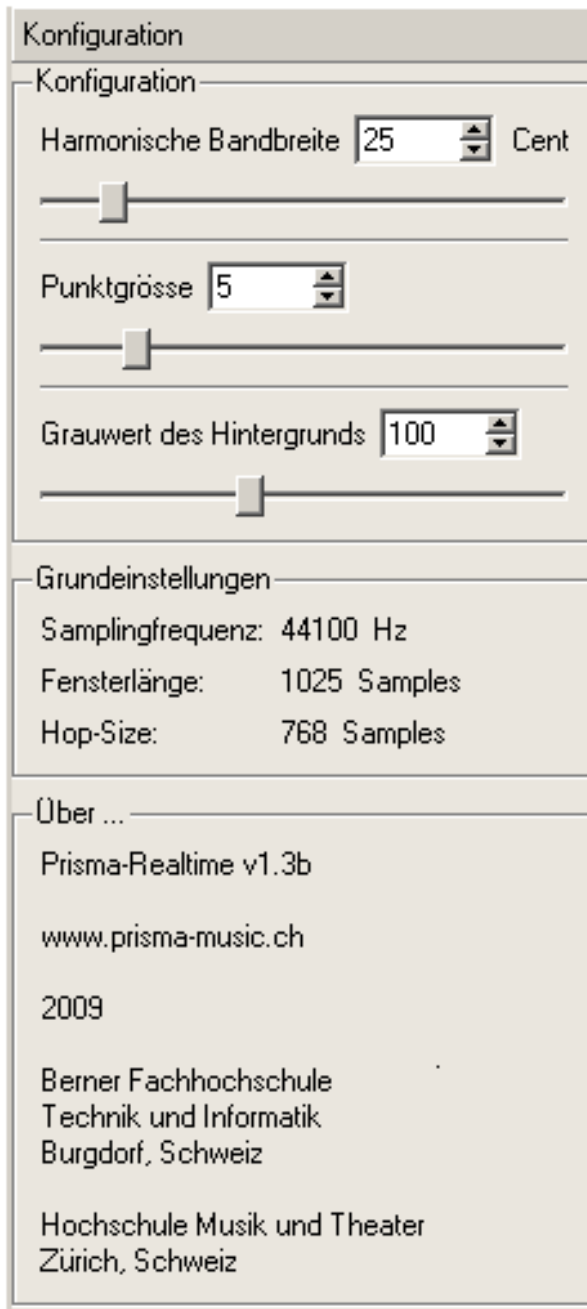 Konfiguration
Konfiguration
Harmonische Bandbreite 25 Cent
Punktgrösse 5
Grauwert des Hintergrunds 100
Grundeinstellungen
Samplingfrequenz: 44100 Hz
Fensterlänge: 1025 Samples
Hop-Size: 768 Samples
Über ...
Prisma-Realtime v1.3b
www.prisma-music.ch
2009
Berner Fachhochschule
Technik und Informatik
Burgdorf, Schweiz
Hochschule Musik und Theater
Zürich, Schweiz